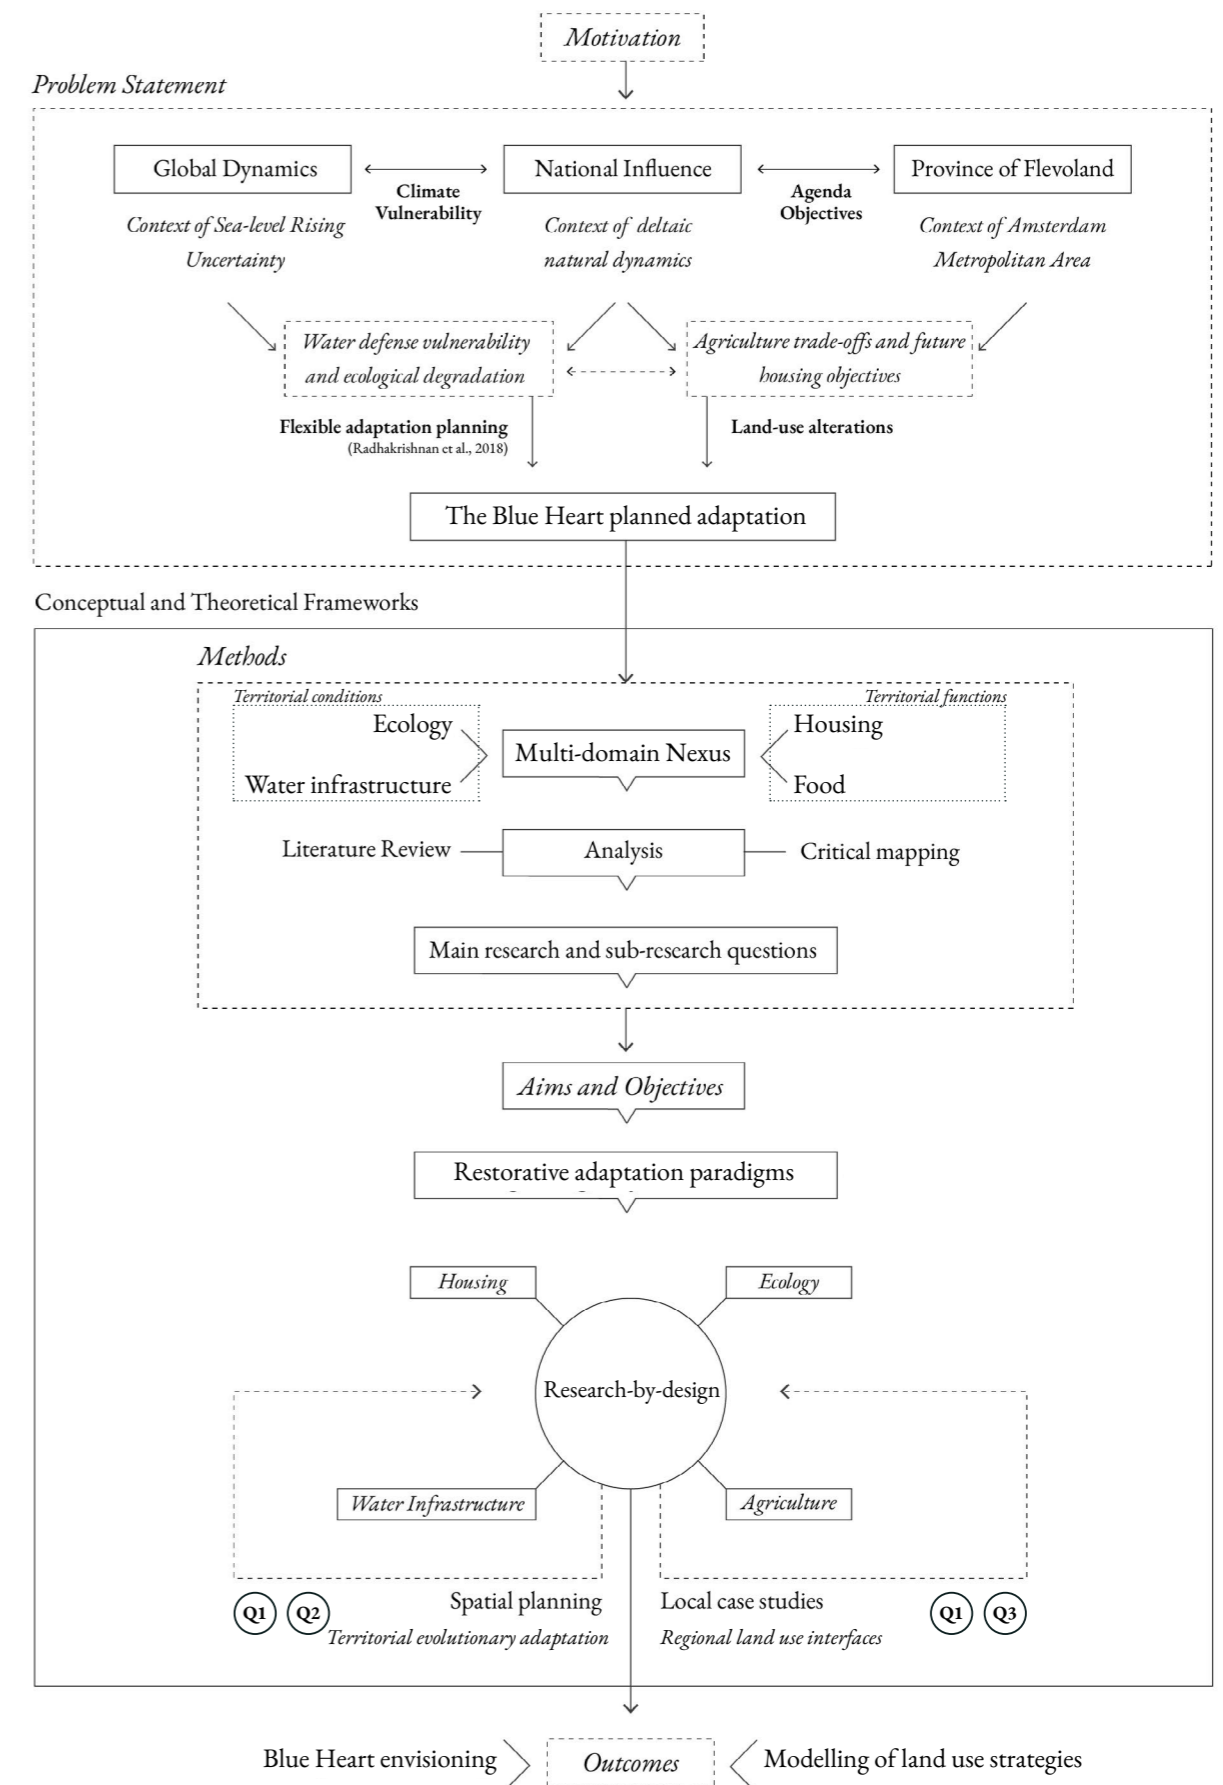 Motivation
Problem Statement
Global Dynamics
National Influence
Province of Flevoland
Climate
Vulnerability
Agenda
Objectives
Context of Sea-level Rising
Uncertainty
Context of deltaic
natural dynamics
Context of Amsterdam
Metropolitan Area
Water defense vulnerability
and ecological degradation
Agriculture trade-offs and future
housing objectives
Flexible adaptation planning
(Radhakrishnan et al., 2018)
Land-use alterations
The Blue Heart planned adaptation
Conceptual and Theoretical Frameworks
Methods
Territorial conditions
Ecology
Water infrastructure
Multi-domain Nexus
Territorial functions
Housing
Food
Literature Review
Analysis
Critical mapping
Main research and sub-research questions
Aims and Objectives
Restorative adaptation paradigms
Housing
Ecology
Research-by-design
Water Infrastructure
Agriculture
Q1 Q2
Spatial planning
Territorial evolutionary adaptation
Local case studies
Regional land use interfaces
Q1 Q3
Blue Heart envisioning
Outcomes
Modelling of land use strategies